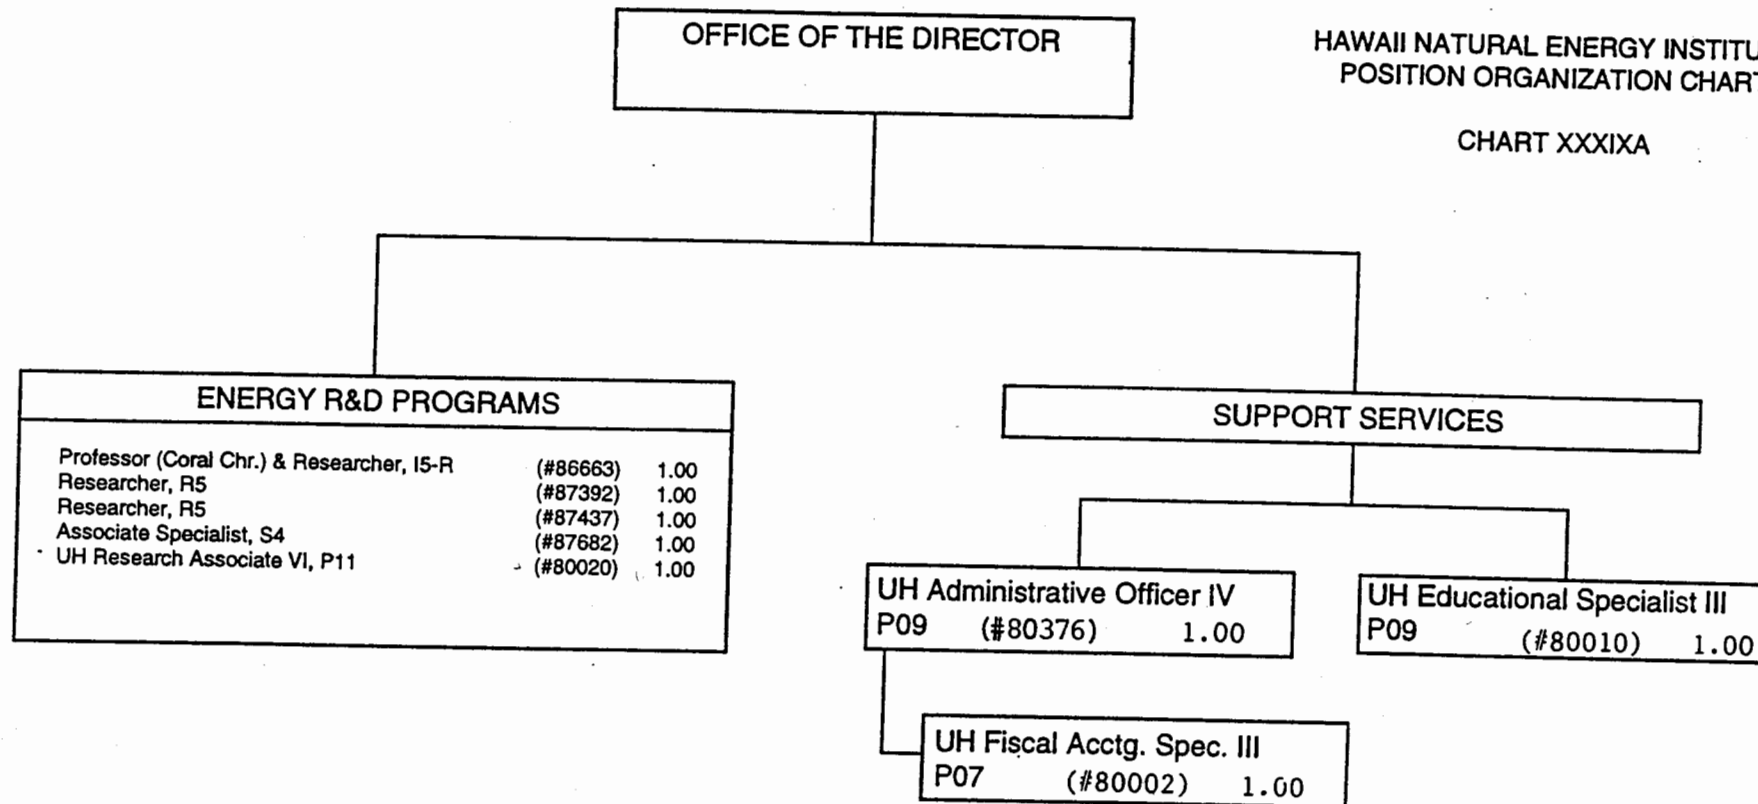 OFFICE OF THE DIRECTOR
HAWAII NATURAL ENERGY INSTITU
POSITION ORGANIZATION CHART
CHART XXXIXA
ENERGY R&D PROGRAMS
Professor (Coral Chr.) & Researcher, I5-R (#86663) 1.00
Researcher, R5 (#87392) 1.00
Researcher, R5 (#87437) 1.00
Associate Specialist, S4 (#87682) 1.00
UH Research Associate VI, P11 (#80020) 1.00
SUPPORT SERVICES
UH Administrative Officer IV
P09 (#80376) 1.00
UH Educational Specialist III
P09 (#80010) 1.00
UH Fiscal Acctg. Spec. III
P07 (#80002) 1.00